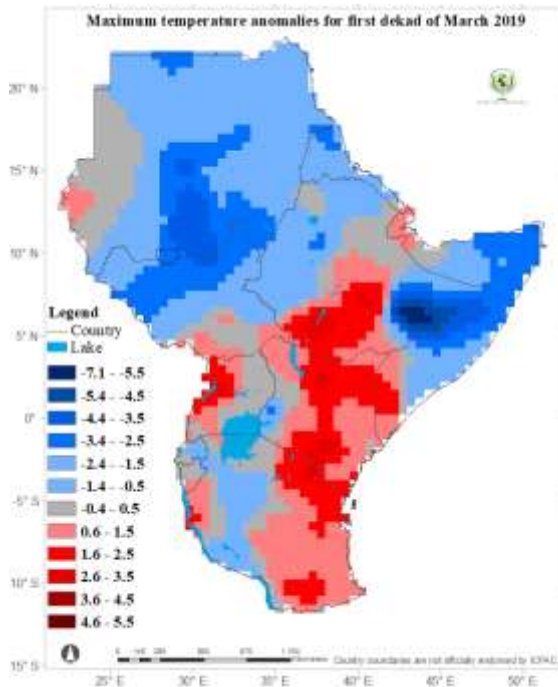 Maximum temperature anomalies for first dekad of March 2019
20° N
15° N
10° N
5° N
0°
5° S
10° S
15° S
Legend
Country
Lake
-7.1 - -5.5
-5.4 - -4.5
-4.4 - -3.5
-3.4 - -2.5
-2.4 - -1.5
-1.4 - -0.5
-0.4 - 0.5
0.6 - 1.5
1.6 - 2.5
2.6 - 3.5
3.6 - 4.5
4.6 - 5.5
Country boundaries are not officially endorsed by ICPAC
25° E 30° E 35° E 40° E 45° E 50° E